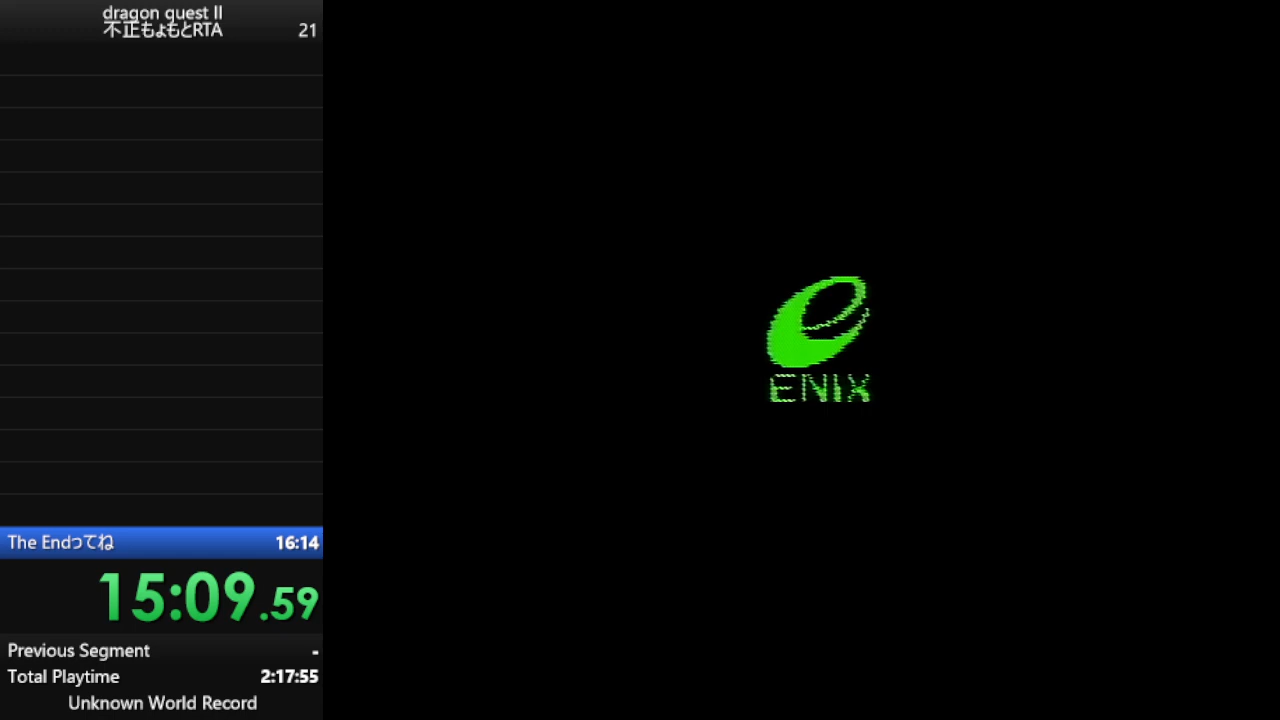 dragon quest II
不正もょもとRTA
21
The Endってね
16:14
15:09.59
Previous Segment
-
Total Playtime
2:17:55
Unknown World Record
ENIX